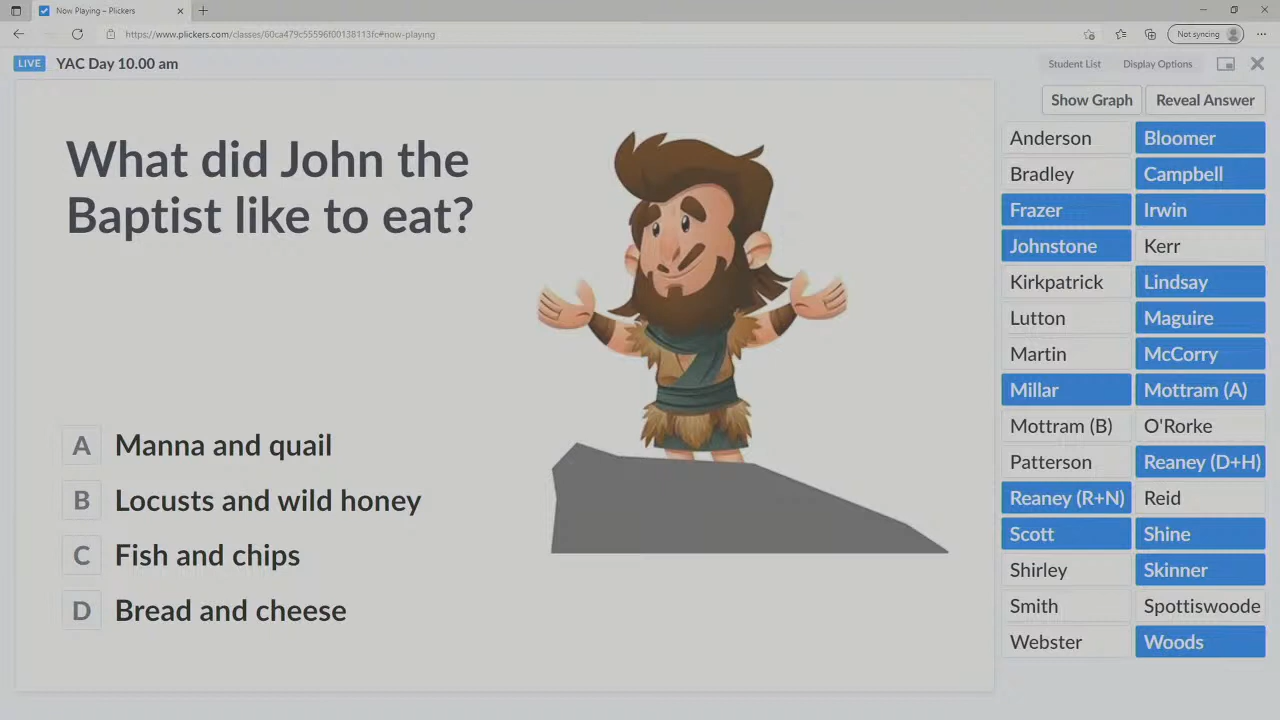 Now Playing – Plickers
https://www.plickers.com/classes/60ca479c55596f00138113fc#now-playing
Not syncing
LIVE YAC Day 10.00 am
Student List Display Options
Show Graph Reveal Answer
What did John the
Baptist like to eat?
A Manna and quail
B Locusts and wild honey
C Fish and chips
D Bread and cheese
Anderson Bloomer
Bradley Campbell
Frazer Irwin
Johnstone Kerr
Kirkpatrick Lindsay
Lutton Maguire
Martin McCorry
Millar Mottram (A)
Mottram (B) O'Rorke
Patterson Reaney (D+H)
Reaney (R+N) Reid
Scott Shine
Shirley Skinner
Smith Spottiswoode
Webster Woods